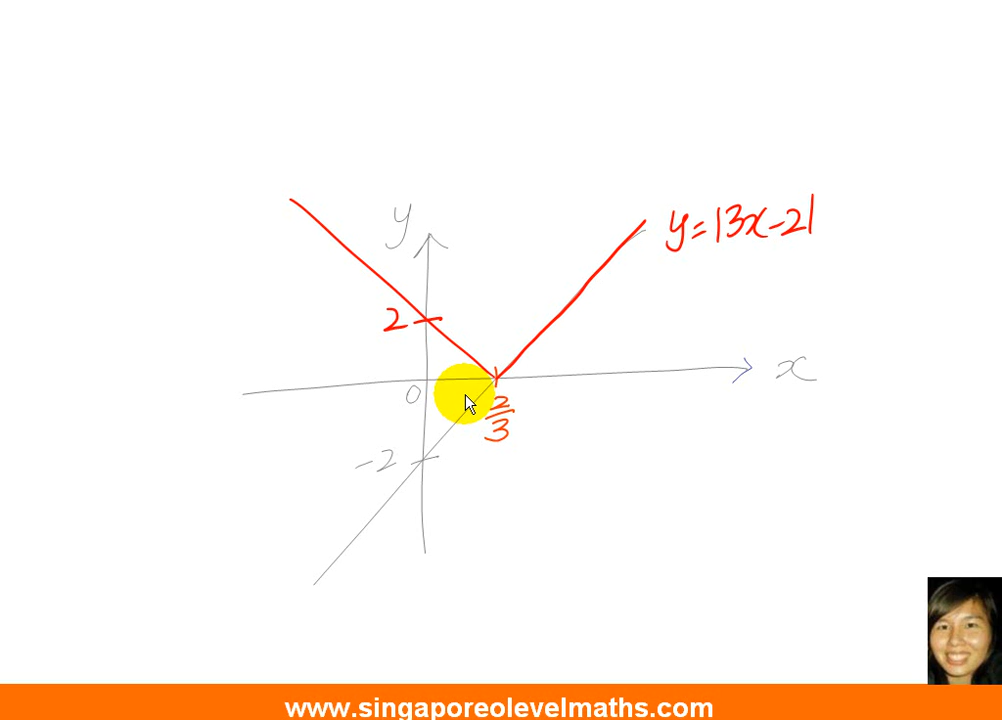 y
y = |3x-2|
2
x
0
2/3
-2
www.singaporeolevelmaths.com